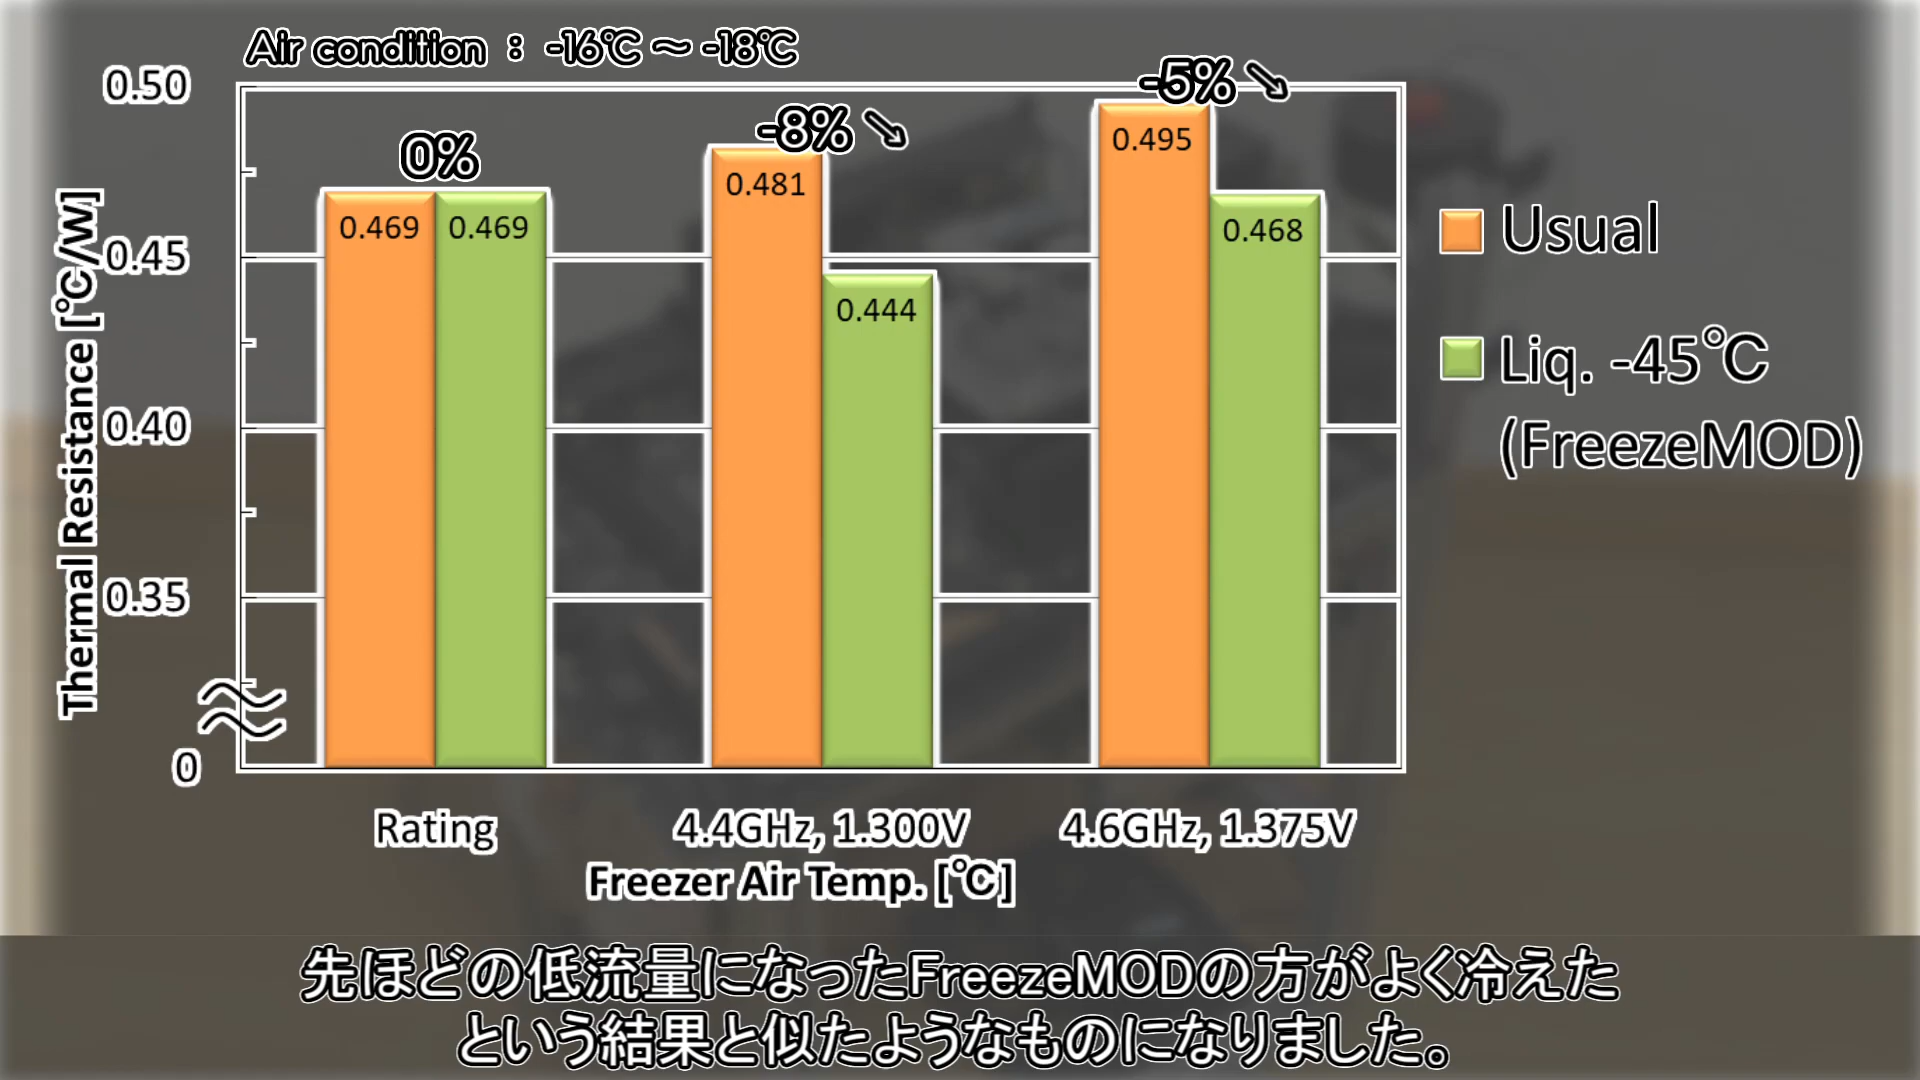 Air condition : -16℃ ～ -18℃
0.50
0.45
0.40
0.35
0
Thermal Resistance [℃/W]
0%
-8% ↘
-5% ↘
0.469
0.469
0.481
0.444
0.495
0.468
Usual
Liq. -45℃
(FreezeMOD)
Rating
4.4GHz, 1.300V
4.6GHz, 1.375V
Freezer Air Temp. [℃]
先ほどの低流量になったFreezeMODの方がよく冷えた
という結果と似たようなものになりました。